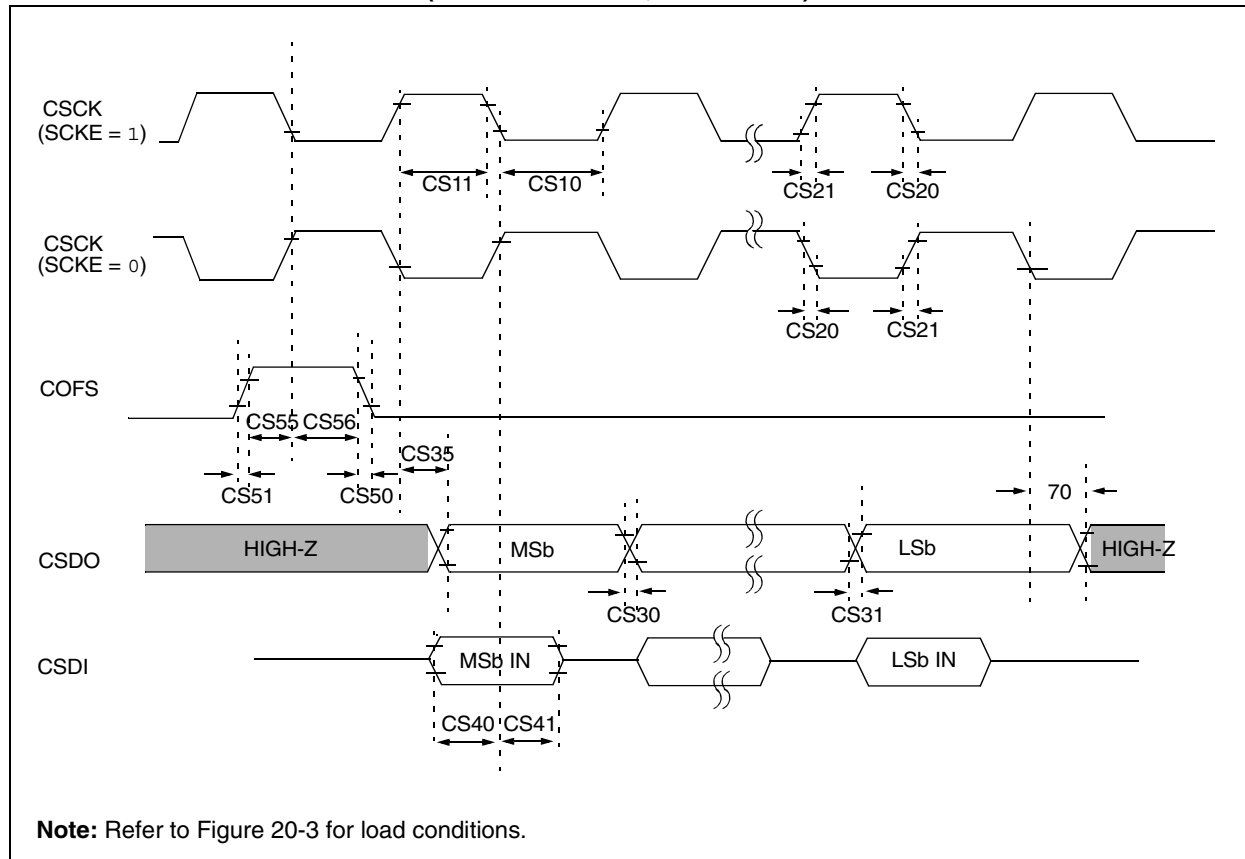 CSCK
(SCKE = 1)
CS11
CS10
CS21
CS20
CSCK
(SCKE = 0)
CS20
CS21
COFS
CS55
CS56
CS35
CS51
CS50
70
CSDO
HIGH-Z
MSb
LSb
HIGH-Z
CS30
CS31
CSDI
MSb IN
LSb IN
CS40
CS41
Note: Refer to Figure 20-3 for load conditions.